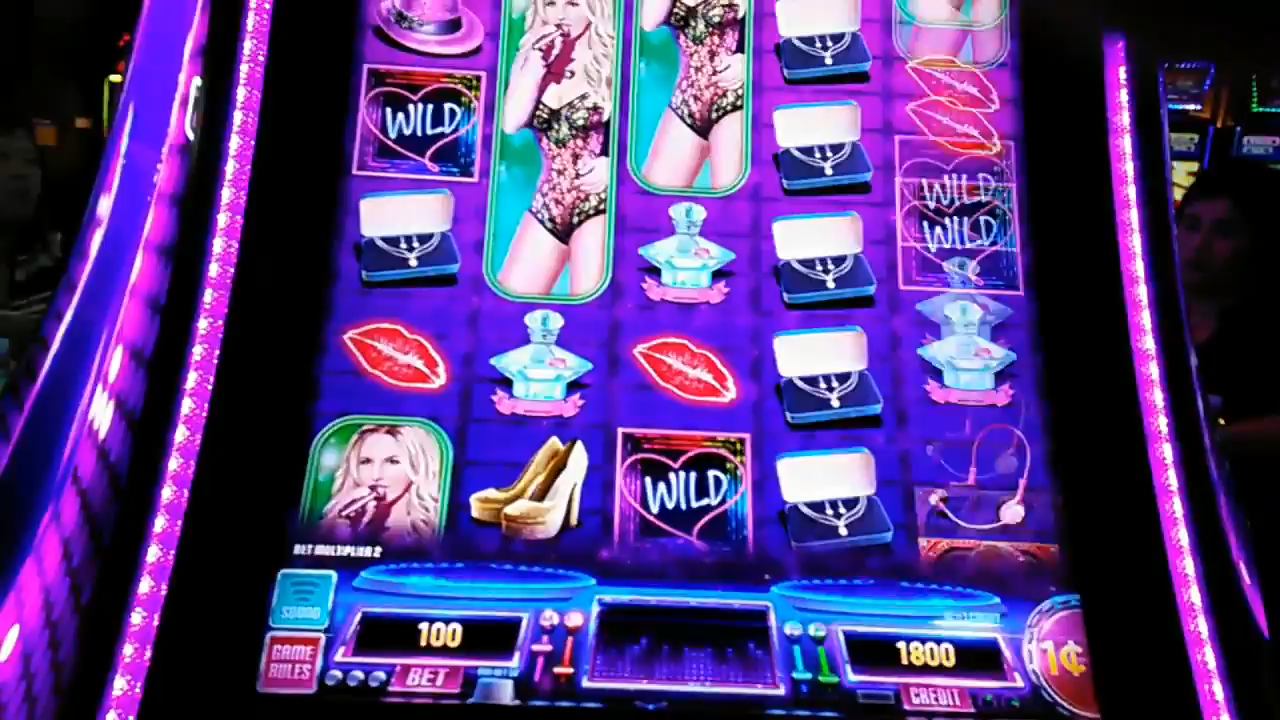 WILD
WILD
WILD
WILD
BET MULTIPLIER 2
SOUND
100
1800
1¢
GAME
RULES
BET
CREDIT